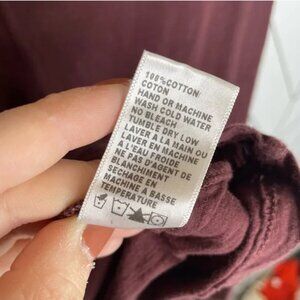 100%COTTON
COTON
HAND OR MACHINE
WASH COLD WATER
NO BLEACH
TUMBLE DRY LOW
LAVER À LA MAIN OU
LAVER EN MACHINE
A L'EAU FROIDE
NE PAS D'AGENT DE
BLANCHIMENT
SECHAGE EN
MACHINE A BASSE
TEMPERATURE